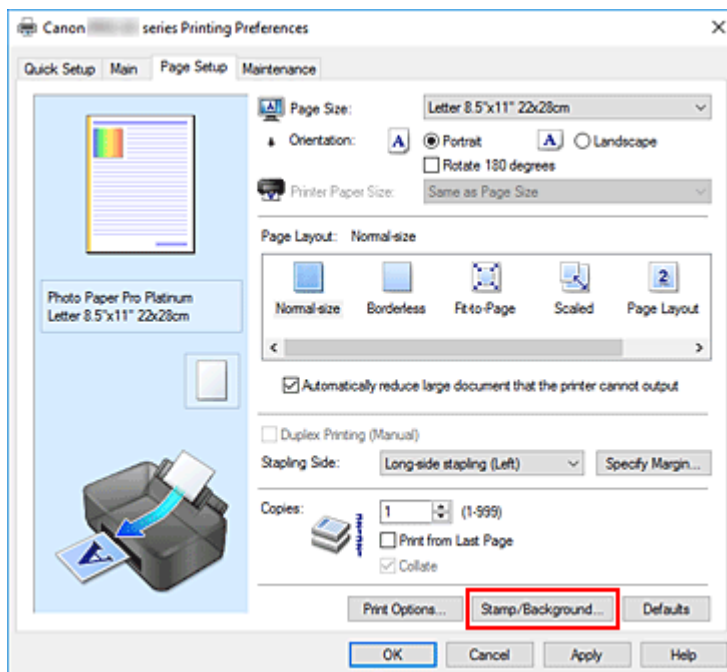 Canon series Printing Preferences
Quick Setup Main Page Setup Maintenance
Page Size: Letter 8.5"x11" 22x28cm
Orientation: A Portrait A Landscape
Rotate 180 degrees
Printer Paper Size: Same as Page Size
Page Layout: Normal-size
Normal-size Borderless Fit-to-Page Scaled Page Layout
Photo Paper Pro Platinum
Letter 8.5"x11" 22x28cm
Automatically reduce large document that the printer cannot output
Duplex Printing (Manual)
Stapling Side: Long-side stapling (Left) Specify Margin...
Copies: 1 (1-999)
Print from Last Page
Collate
Print Options... Stamp/Background... Defaults
OK Cancel Apply Help